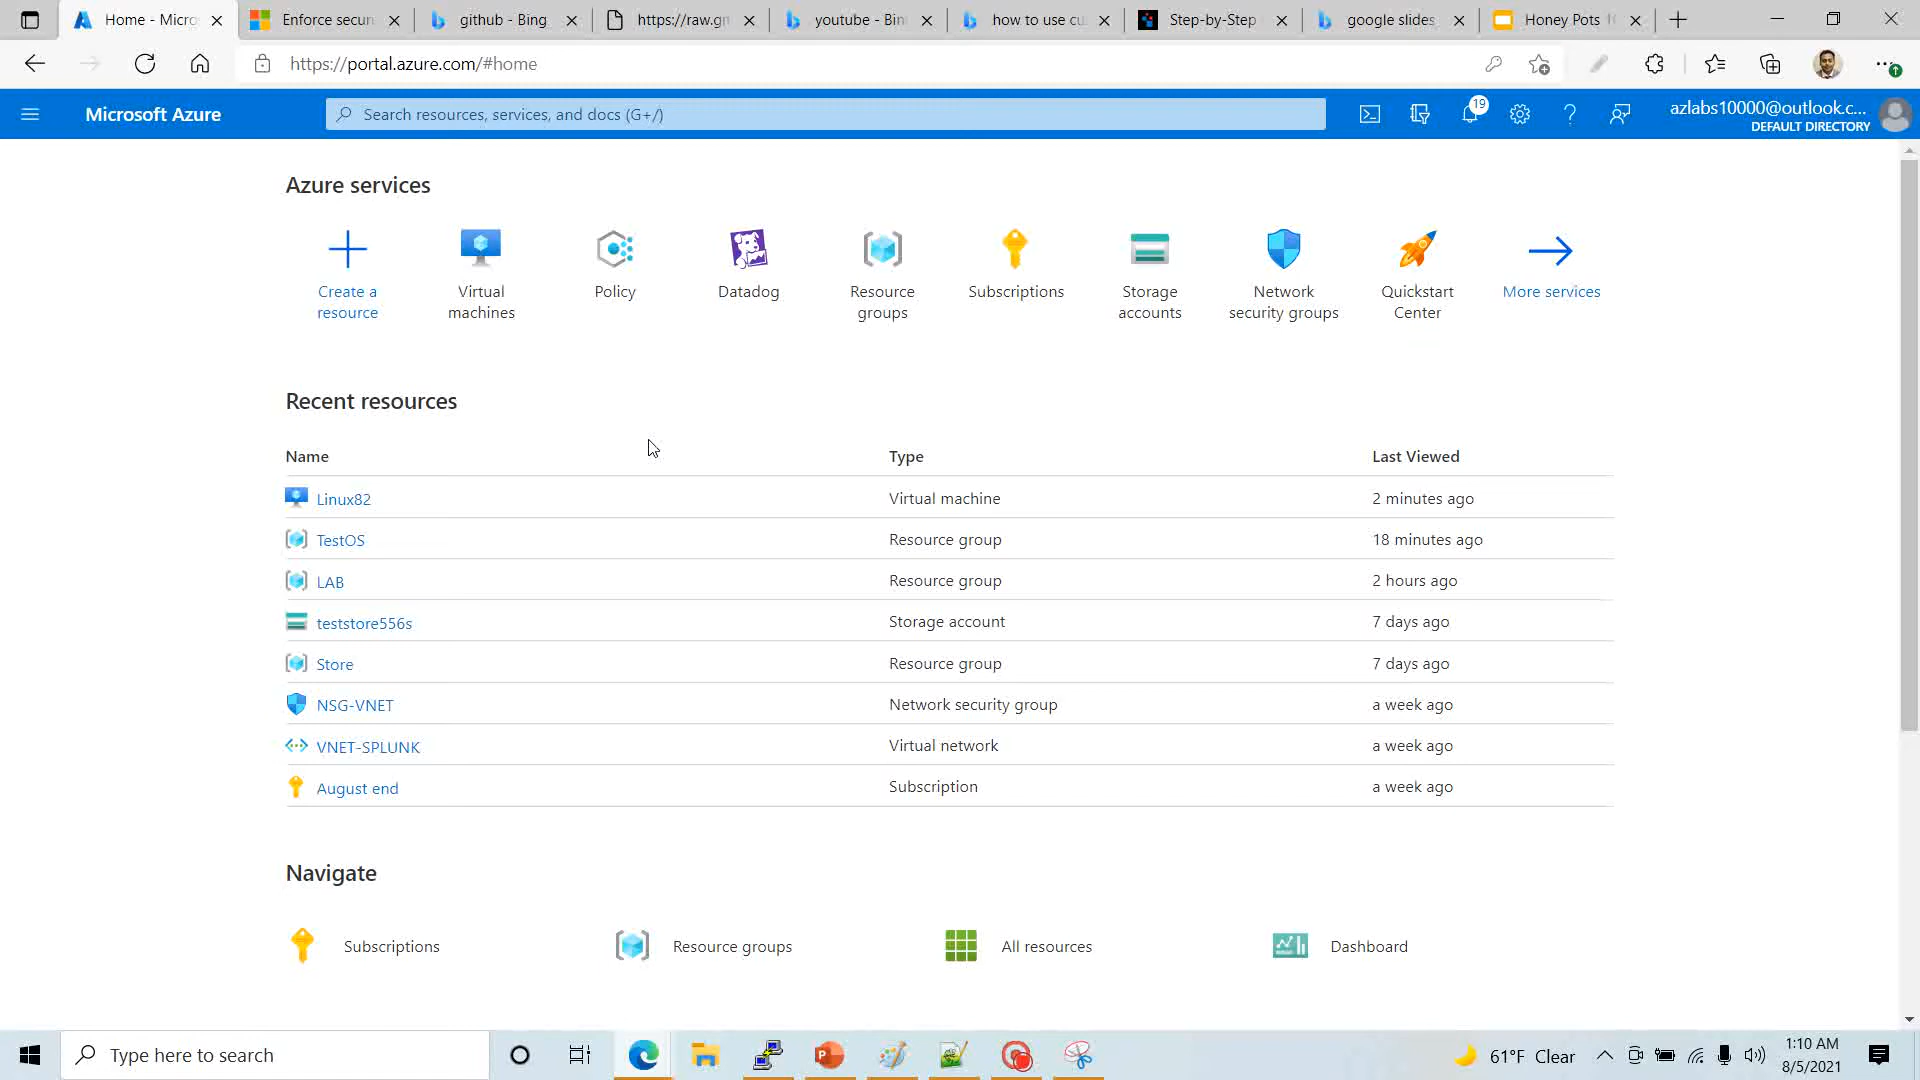 Home - Micro
Enforce secur
github - Bing
https://raw.g
youtube - Bin
how to use cu
Step-by-Step
google slides
Honey Pots
https://portal.azure.com/#home
Microsoft Azure
Search resources, services, and docs (G+/)
19
azlabs10000@outlook.c...
DEFAULT DIRECTORY
Azure services
Create a
resource
Virtual
machines
Policy
Datadog
Resource
groups
Subscriptions
Storage
accounts
Network
security groups
Quickstart
Center
More services
Recent resources
Name
Type
Last Viewed
Linux82
Virtual machine
2 minutes ago
TestOS
Resource group
18 minutes ago
LAB
Resource group
2 hours ago
teststore556s
Storage account
7 days ago
Store
Resource group
7 days ago
NSG-VNET
Network security group
a week ago
VNET-SPLUNK
Virtual network
a week ago
August end
Subscription
a week ago
Navigate
Subscriptions
Resource groups
All resources
Dashboard
Type here to search
61°F Clear
1:10 AM
8/5/2021